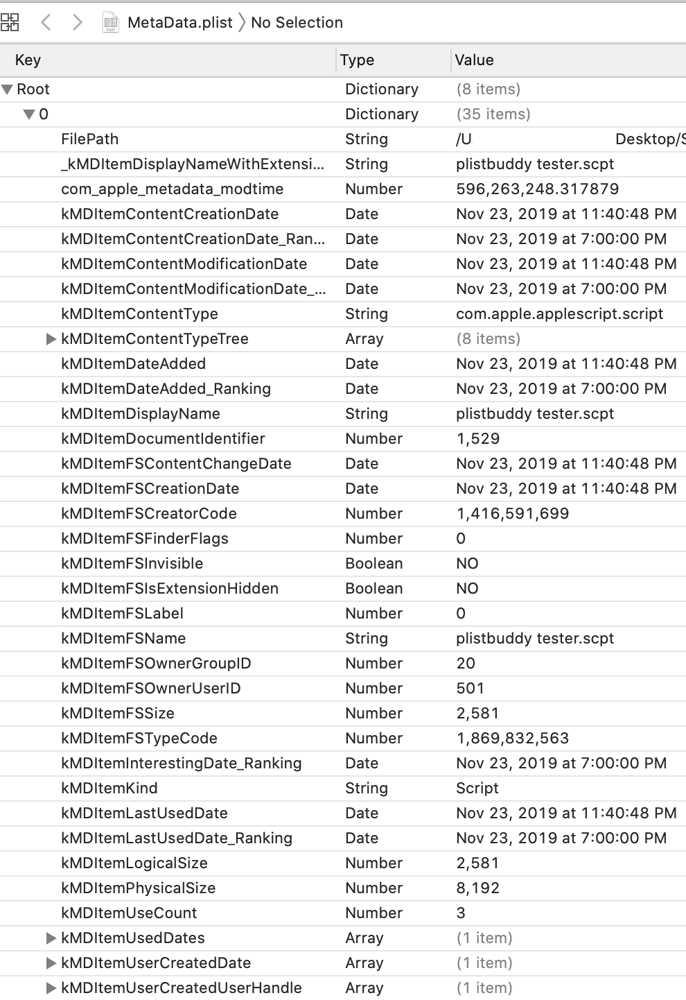 MetaData.plist 〉 No Selection
Key Type Value
Root Dictionary (8 items)
0 Dictionary (35 items)
FilePath String /U Desktop/S
_kMDItemDisplayNameWithExtensi... String plistbuddy tester.scpt
com_apple_metadata_modtime Number 596,263,248.317879
kMDItemContentCreationDate Date Nov 23, 2019 at 11:40:48 PM
kMDItemContentCreationDate_Ran... Date Nov 23, 2019 at 7:00:00 PM
kMDItemContentModificationDate Date Nov 23, 2019 at 11:40:48 PM
kMDItemContentModificationDate_... Date Nov 23, 2019 at 7:00:00 PM
kMDItemContentType String com.apple.applescript.script
kMDItemContentTypeTree Array (8 items)
kMDItemDateAdded Date Nov 23, 2019 at 11:40:48 PM
kMDItemDateAdded_Ranking Date Nov 23, 2019 at 7:00:00 PM
kMDItemDisplayName String plistbuddy tester.scpt
kMDItemDocumentIdentifier Number 1,529
kMDItemFSContentChangeDate Date Nov 23, 2019 at 11:40:48 PM
kMDItemFSCreationDate Date Nov 23, 2019 at 11:40:48 PM
kMDItemFSCreatorCode Number 1,416,591,699
kMDItemFSFinderFlags Number 0
kMDItemFSInvisible Boolean NO
kMDItemFSIsExtensionHidden Boolean NO
kMDItemFSLabel Number 0
kMDItemFSName String plistbuddy tester.scpt
kMDItemFSOwnerGroupID Number 20
kMDItemFSOwnerUserID Number 501
kMDItemFSSize Number 2,581
kMDItemFSTypeCode Number 1,869,832,563
kMDItemInterestingDate_Ranking Date Nov 23, 2019 at 7:00:00 PM
kMDItemKind String Script
kMDItemLastUsedDate Date Nov 23, 2019 at 11:40:48 PM
kMDItemLastUsedDate_Ranking Date Nov 23, 2019 at 7:00:00 PM
kMDItemLogicalSize Number 2,581
kMDItemPhysicalSize Number 8,192
kMDItemUseCount Number 3
kMDItemUsedDates Array (1 item)
kMDItemUserCreatedDate Array (1 item)
kMDItemUserCreatedUserHandle Array (1 item)